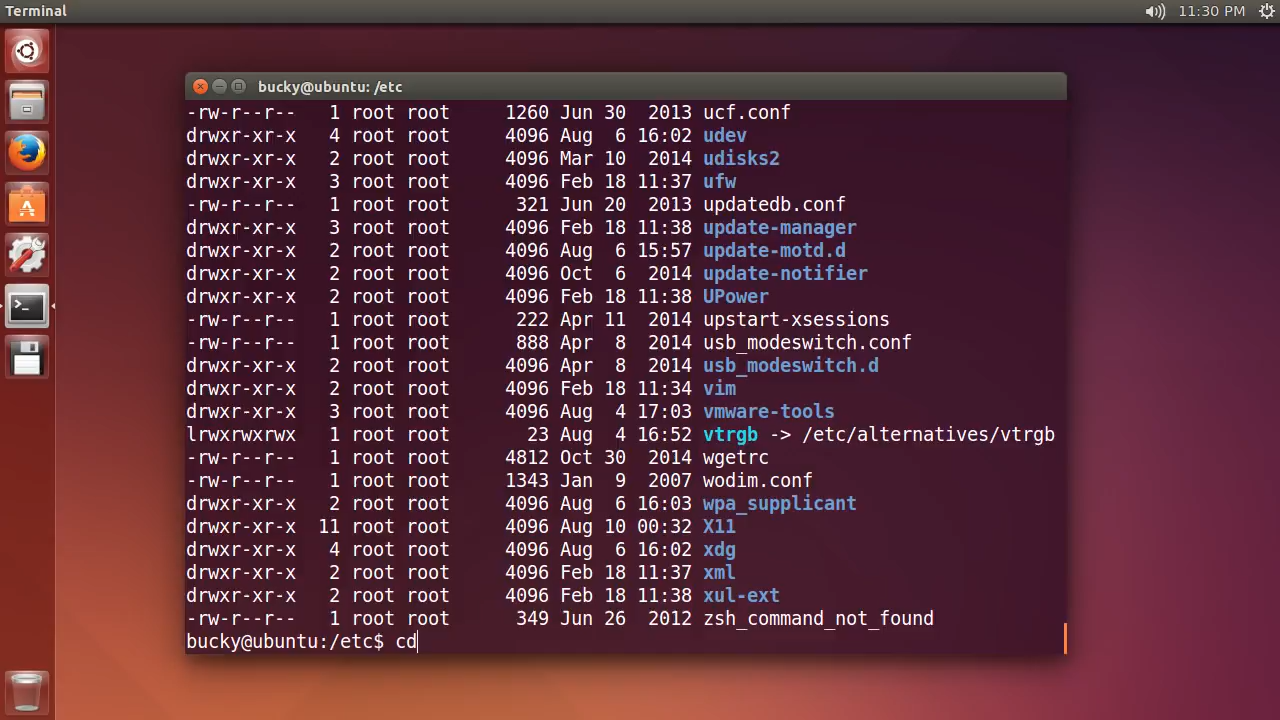 Terminal 11:30 PM
bucky@ubuntu: /etc
-rw-r--r-- 1 root root 1260 Jun 30 2013 ucf.conf
drwxr-xr-x 4 root root 4096 Aug 6 16:02 udev
drwxr-xr-x 2 root root 4096 Mar 10 2014 udisks2
drwxr-xr-x 3 root root 4096 Feb 18 11:37 ufw
-rw-r--r-- 1 root root 321 Jun 20 2013 updatedb.conf
drwxr-xr-x 3 root root 4096 Feb 18 11:38 update-manager
drwxr-xr-x 2 root root 4096 Aug 6 15:57 update-motd.d
drwxr-xr-x 2 root root 4096 Oct 6 2014 update-notifier
drwxr-xr-x 2 root root 4096 Feb 18 11:38 UPower
-rw-r--r-- 1 root root 222 Apr 11 2014 upstart-xsessions
-rw-r--r-- 1 root root 888 Apr 8 2014 usb_modeswitch.conf
drwxr-xr-x 2 root root 4096 Apr 8 2014 usb_modeswitch.d
drwxr-xr-x 2 root root 4096 Feb 18 11:34 vim
drwxr-xr-x 3 root root 4096 Aug 4 17:03 vmware-tools
lrwxrwxrwx 1 root root 23 Aug 4 16:52 vtrgb -> /etc/alternatives/vtrgb
-rw-r--r-- 1 root root 4812 Oct 30 2014 wgetrc
-rw-r--r-- 1 root root 1343 Jan 9 2007 wodim.conf
drwxr-xr-x 2 root root 4096 Aug 6 16:03 wpa_supplicant
drwxr-xr-x 11 root root 4096 Aug 10 00:32 X11
drwxr-xr-x 4 root root 4096 Aug 6 16:02 xdg
drwxr-xr-x 2 root root 4096 Feb 18 11:37 xml
drwxr-xr-x 2 root root 4096 Feb 18 11:38 xul-ext
-rw-r--r-- 1 root root 349 Jun 26 2012 zsh_command_not_found
bucky@ubuntu:/etc$ cd